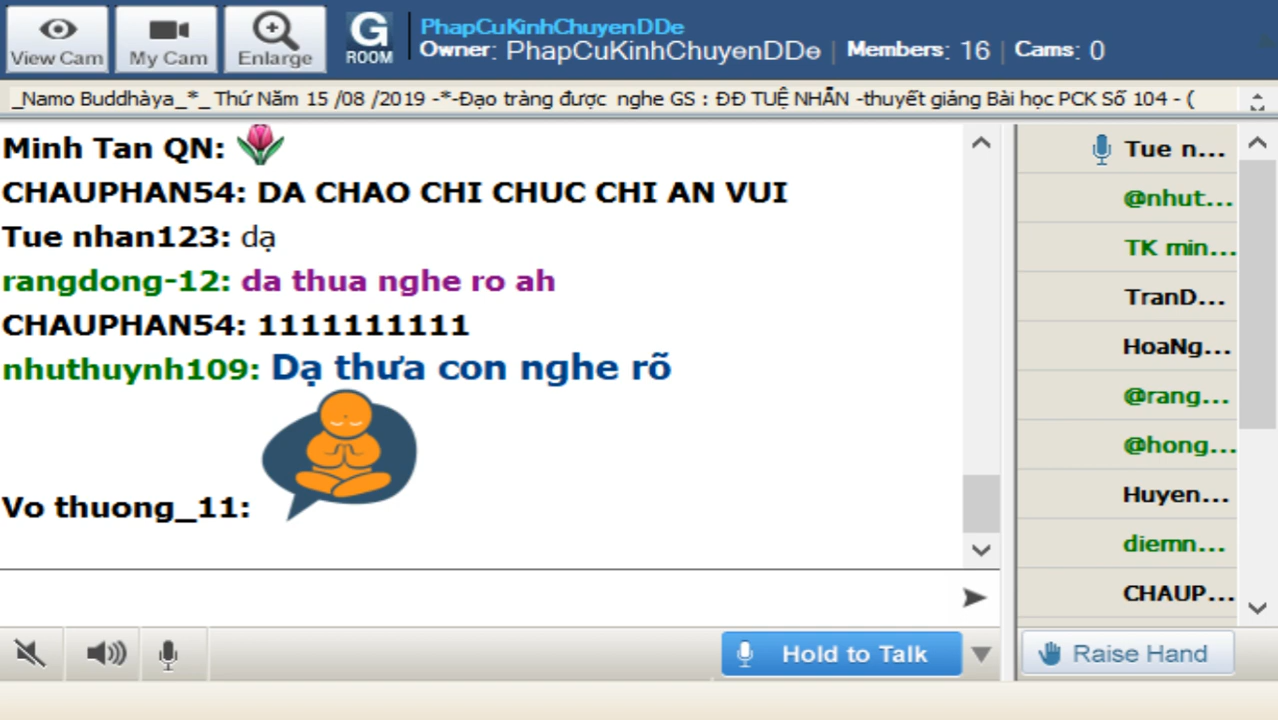 View Cam
My Cam
Enlarge
G
ROOM
PhapCuKinhChuyenDDe
Owner: PhapCuKinhChuyenDDe | Members: 16 | Cams: 0
_Namo Buddhàya_*_ Thứ Năm 15 /08 /2019 -*-Đạo tràng được nghe GS : ĐĐ TUỆ NHẪN -thuyết giảng Bài học PCK Số 104 - (
Minh Tan QN:
CHAUPHAN54: DA CHAO CHI CHUC CHI AN VUI
Tue nhan123: dạ
rangdong-12: da thua nghe ro ah
CHAUPHAN54: 1111111111
nhuthuynh109: Dạ thưa con nghe rõ
Vo thuong_11:
Tue n...
@nhut...
TK min...
TranD...
HoaNg...
@rang...
@hong...
Huyen...
diemn...
CHAUP...
Hold to Talk
Raise Hand